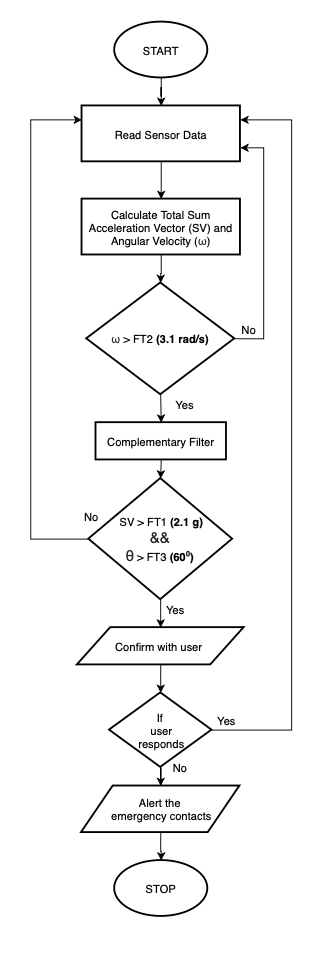 START
Read Sensor Data
Calculate Total Sum
Acceleration Vector (SV) and
Angular Velocity (ω)
ω > FT2 (3.1 rad/s)
No
Yes
Complementary Filter
No
SV > FT1 (2.1 g)
&&
θ > FT3 (60⁰)
Yes
Confirm with user
If
user
responds
Yes
No
Alert the
emergency contacts
STOP